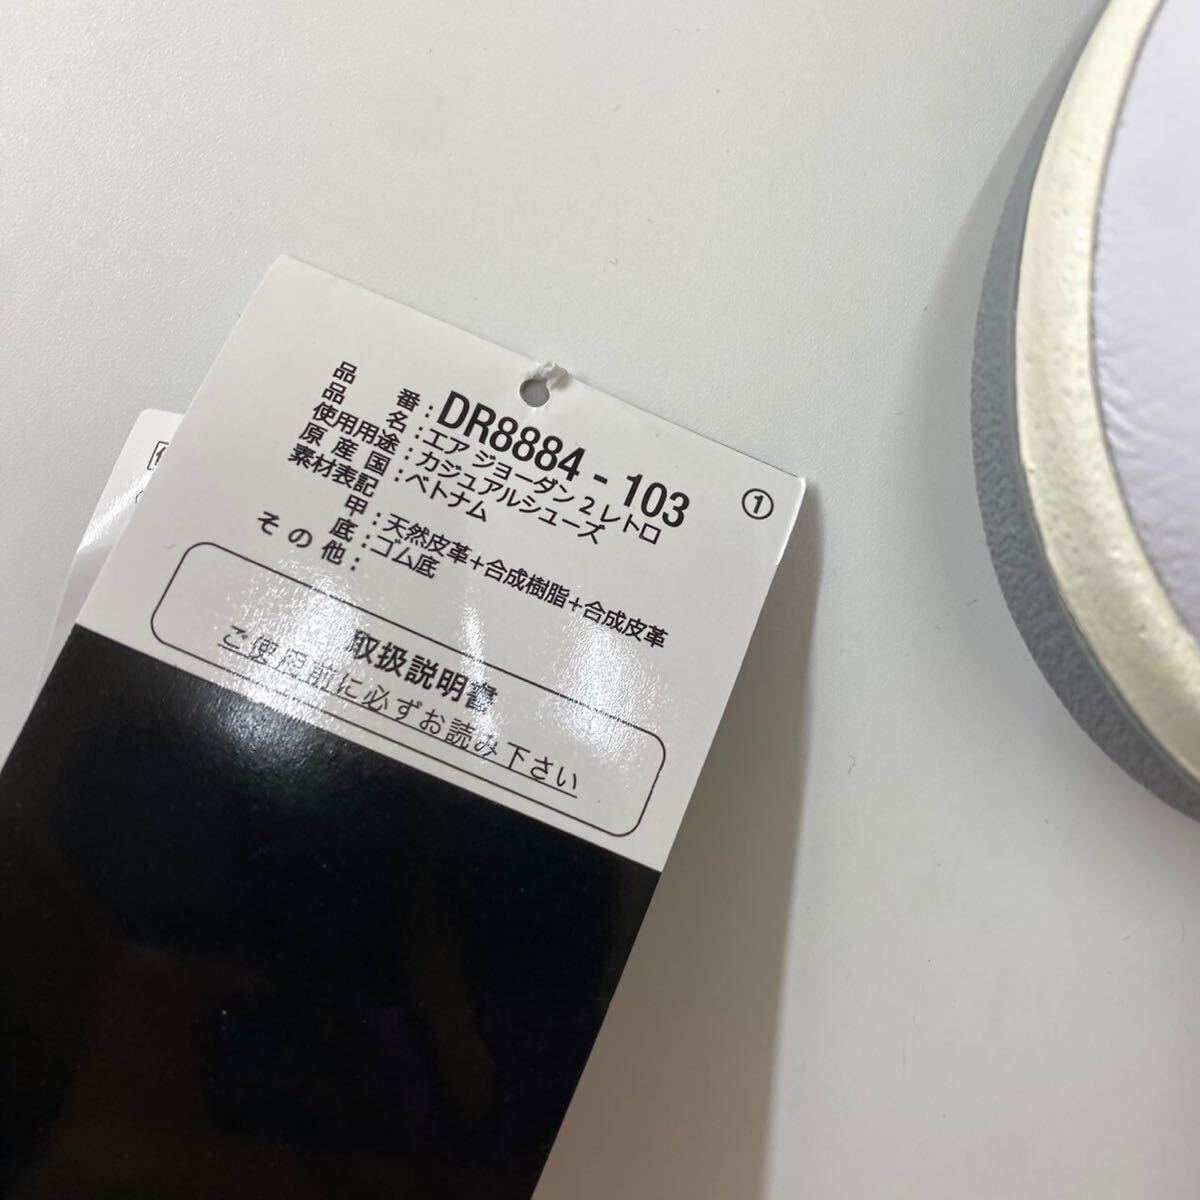 品番：DR8884 - 103 ①
品名：エア ジョーダン 2 レトロ
使用用途：カジュアルシューズ
原産国：ベトナム
素材表記
甲：天然皮革+合成樹脂+合成皮革
底：ゴム底
その他：
取扱説明書
ご使用前に必ずお読み下さい